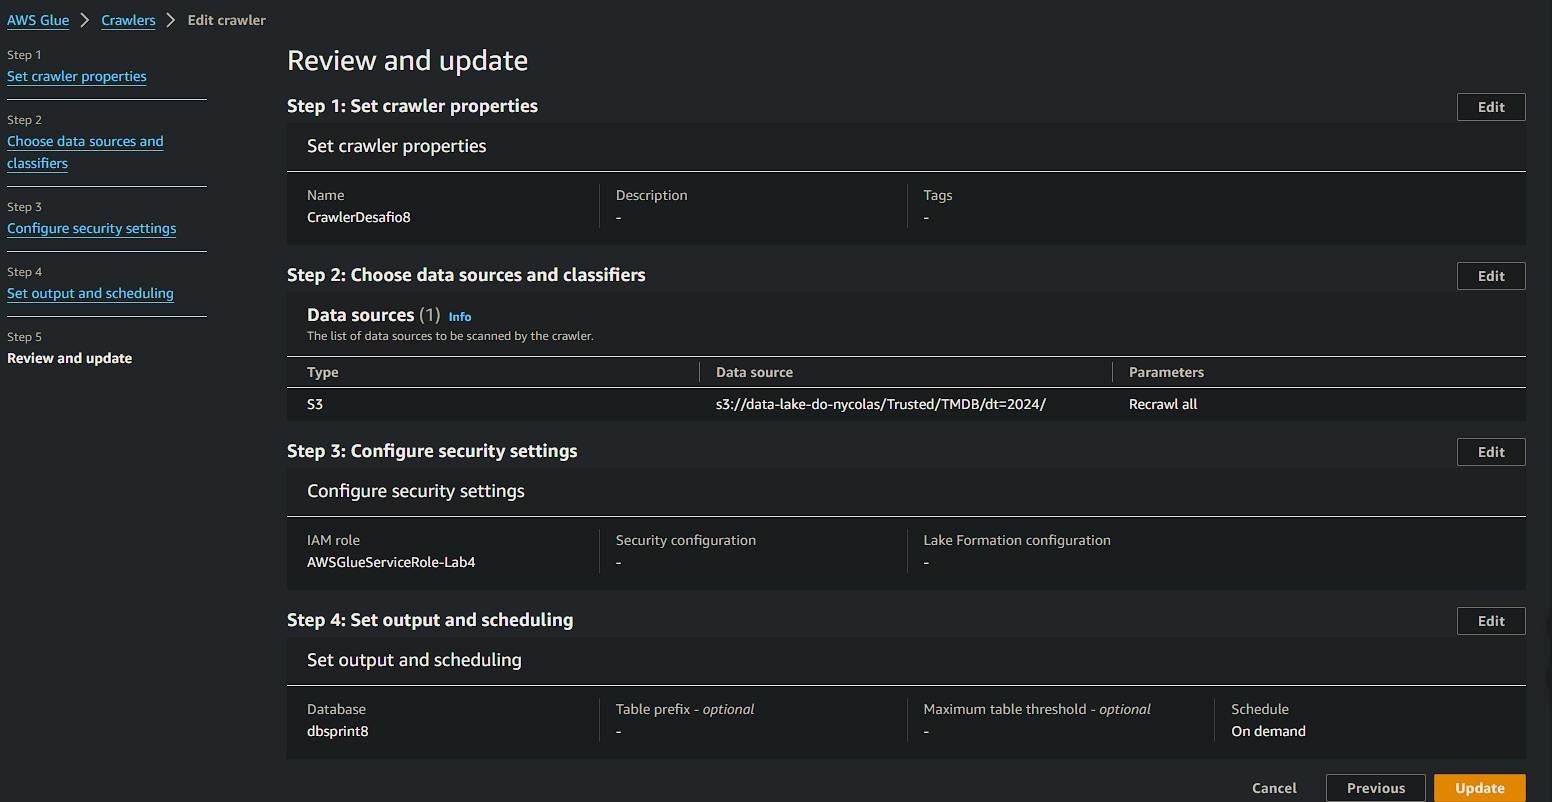 AWS Glue > Crawlers > Edit crawler
Step 1
Set crawler properties
Step 2
Choose data sources and
classifiers
Step 3
Configure security settings
Step 4
Set output and scheduling
Step 5
Review and update
Review and update
Step 1: Set crawler properties
Edit
Set crawler properties
Name
Description
Tags
CrawlerDesafio8
-
-
Step 2: Choose data sources and classifiers
Edit
Data sources (1) Info
The list of data sources to be scanned by the crawler.
Type
Data source
Parameters
S3
s3://data-lake-do-nycolas/Trusted/TMDB/dt=2024/
Recrawl all
Step 3: Configure security settings
Edit
Configure security settings
IAM role
Security configuration
Lake Formation configuration
AWSGlueServiceRole-Lab4
-
-
Step 4: Set output and scheduling
Edit
Set output and scheduling
Database
Table prefix - optional
Maximum table threshold - optional
Schedule
dbsprint8
-
-
On demand
Cancel
Previous
Update